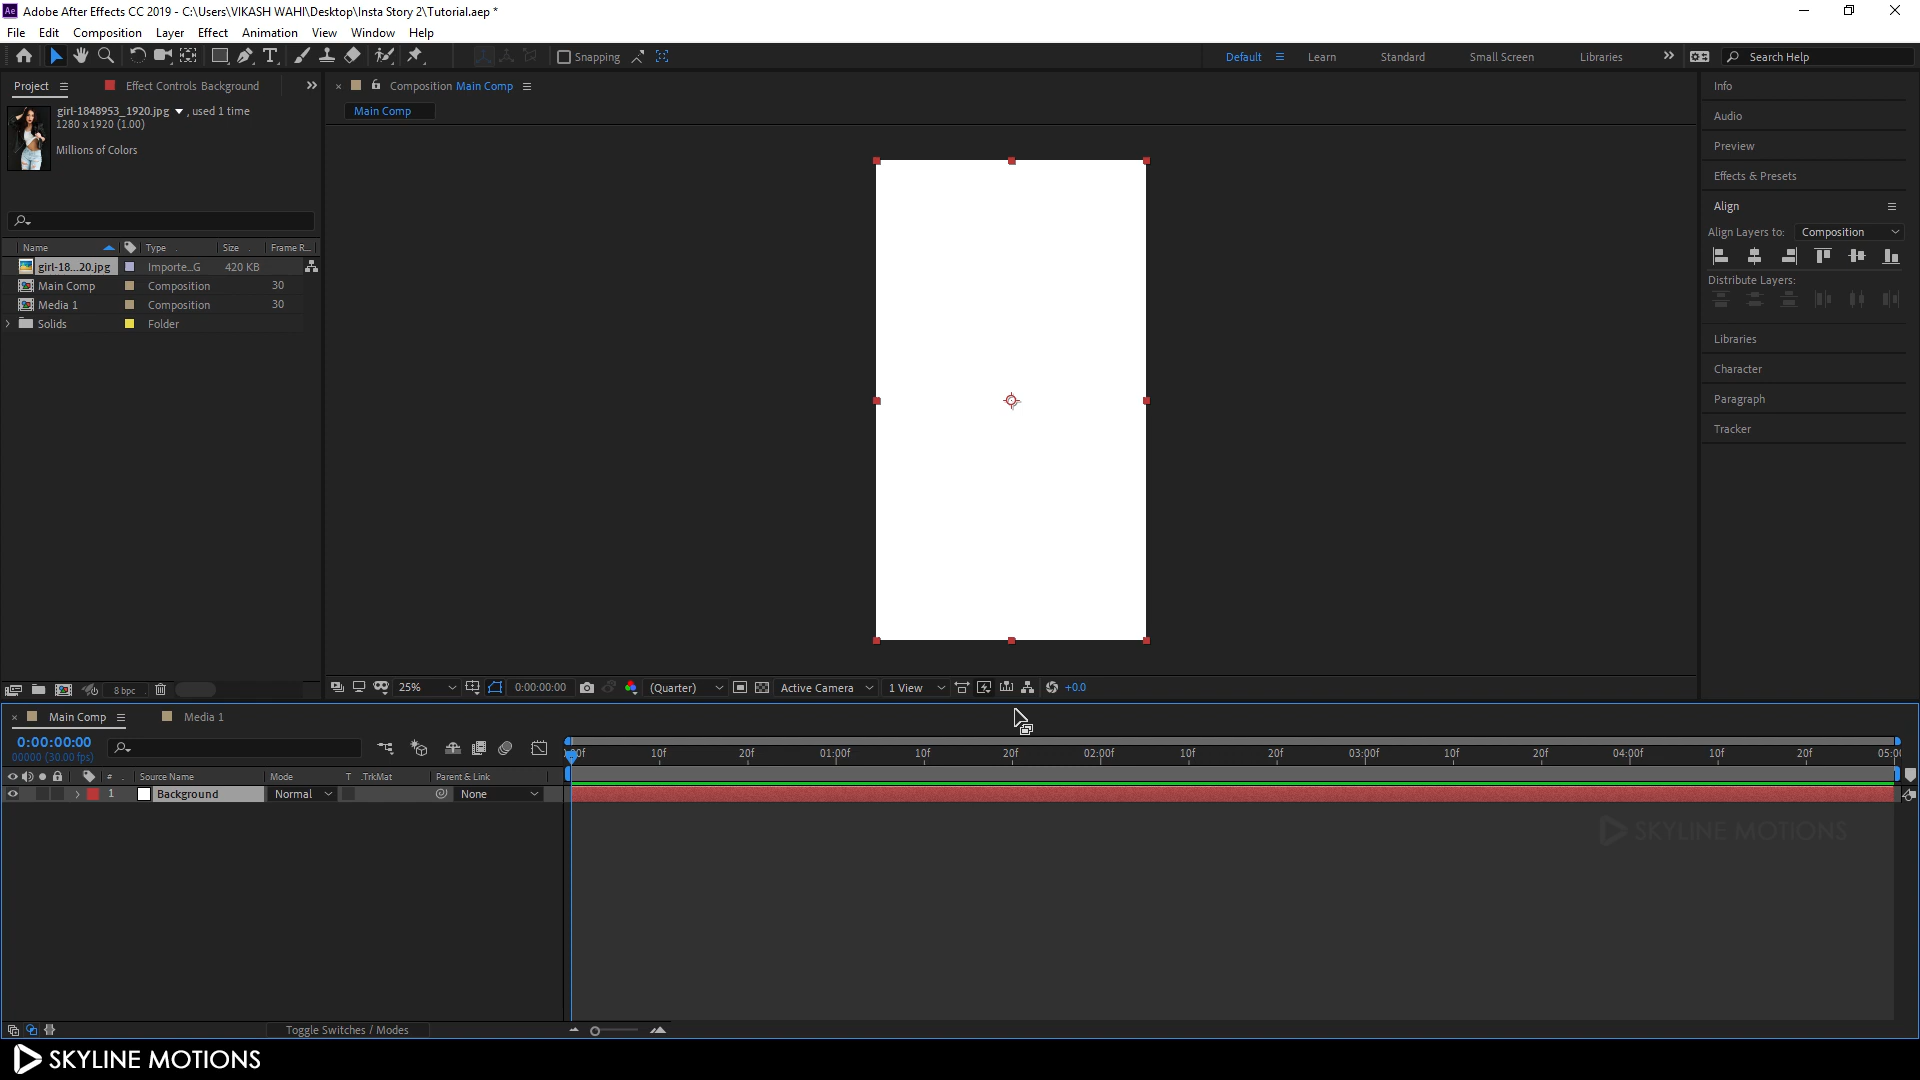 Ae Adobe After Effects CC 2019 - C:\Users\VIKASH WAHI\Desktop\Insta Story 2\Tutorial.aep *
File Edit Composition Layer Effect Animation View Window Help
Snapping Default Learn Standard Small Screen Libraries Search Help
Project Effect Controls Background
Composition Main Comp
Main Comp
girl-1848953_1920.jpg , used 1 time
1280 x 1920 (1.00)
Millions of Colors
Name Type Size Frame R...
girl-18...20.jpg Importe...G 420 KB
Main Comp Composition 30
Media 1 Composition 30
Solids Folder
Info
Audio
Preview
Effects & Presets
Align
Align Layers to: Composition
Distribute Layers:
Libraries
Character
Paragraph
Tracker
8 bpc
25% 0:00:00:00 (Quarter) Active Camera 1 View +0.0
Main Comp Media 1
0:00:00:00
00000 (30.00 fps)
:00f 10f 20f 01:00f 10f 20f 02:00f 10f 20f 03:00f 10f 20f 04:00f 10f 20f 05:00
# Source Name Mode T .TrkMat Parent & Link
1 Background Normal None
SKYLINE MOTIONS
Toggle Switches / Modes
SKYLINE MOTIONS